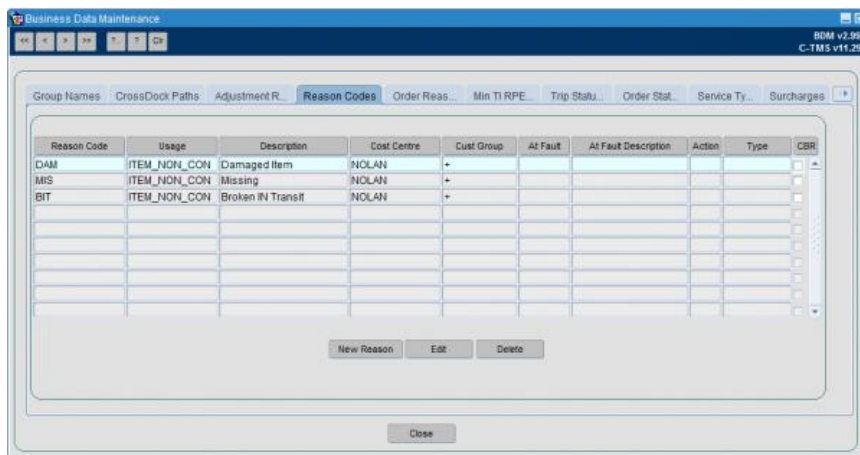 Business Data Maintenance
<< < > >> ?.. ? Clr
BDM v2.99
C-TMS v11.29
Group Names CrossDock Paths Adjustment R... Reason Codes Order Reas... Min TI RPE... Trip Statu... Order Stat... Service Ty... Surcharges
Reason Code Usage Description Cost Centre Cust Group At Fault At Fault Description Action Type CBR
DAM ITEM_NON_CON Damaged Item NOLAN +
MIS ITEM_NON_CON Missing NOLAN +
BIT ITEM_NON_CON Broken IN Transit NOLAN +
New Reason Edit Delete
Close